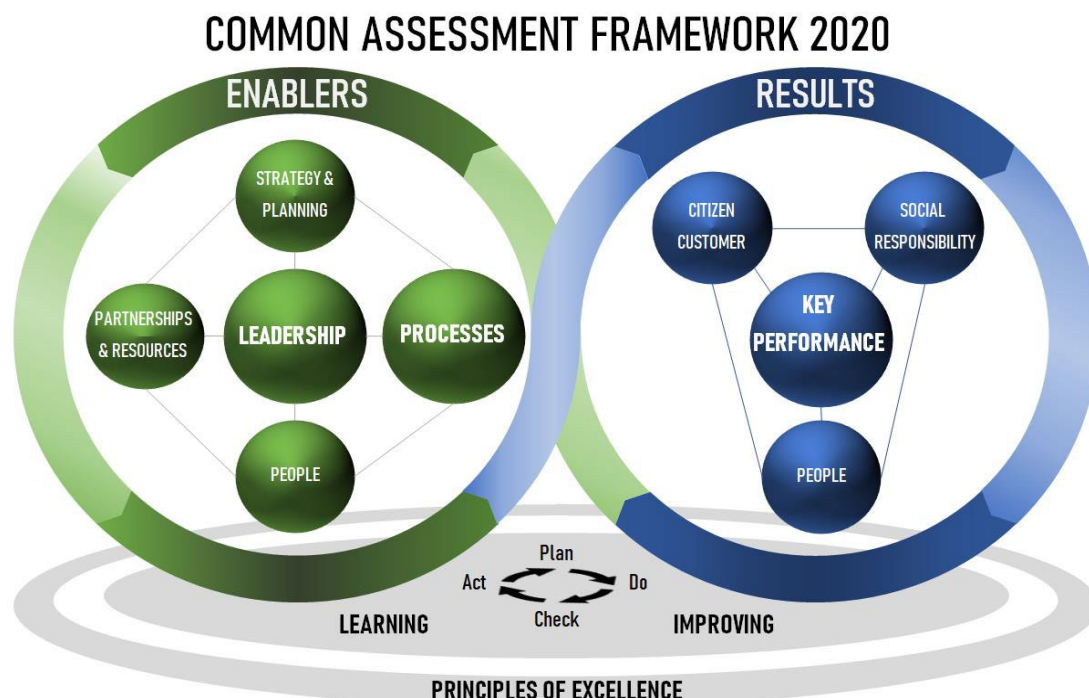 COMMON ASSESSMENT FRAMEWORK 2020
ENABLERS
STRATEGY &
PLANNING
PARTNERSHIPS
& RESOURCES
LEADERSHIP
PROCESSES
PEOPLE
RESULTS
CITIZEN
CUSTOMER
SOCIAL
RESPONSIBILITY
KEY
PERFORMANCE
PEOPLE
Plan
Act
Do
Check
LEARNING
IMPROVING
PRINCIPLES OF EXCELLENCE